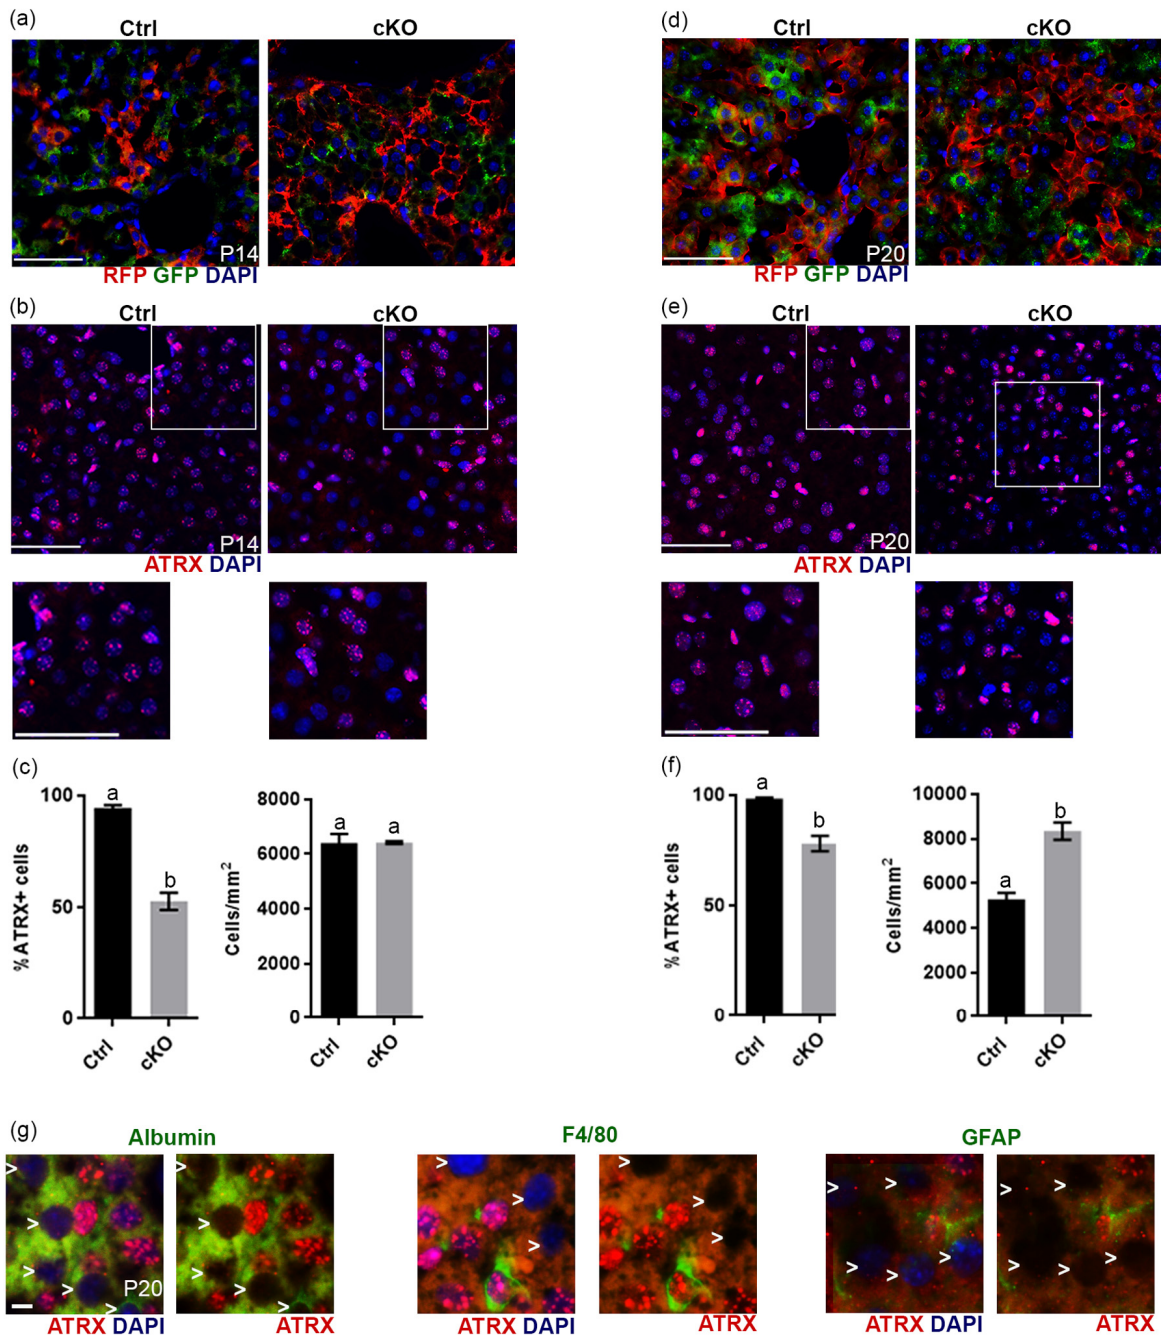 (a)
Ctrl cKO
P14
RFP GFP DAPI
(b)
Ctrl cKO
P14
ATRX DAPI
(c)
100
50
0
% ATRX+ cells
a
b
Ctrl cKO
8000
6000
4000
2000
0
Cells/mm²
a a
Ctrl cKO
(d)
Ctrl cKO
P20
RFP GFP DAPI
(e)
Ctrl cKO
P20
ATRX DAPI
(f)
100
50
0
% ATRX+ cells
a
b
Ctrl cKO
10000
8000
6000
4000
2000
0
Cells/mm²
a
b
Ctrl cKO
(g)
Albumin F4/80 GFAP
> > > > >
> > >
> > >
> > > > >
> > > > >
P20
ATRX DAPI ATRX ATRX DAPI ATRX ATRX DAPI ATRX